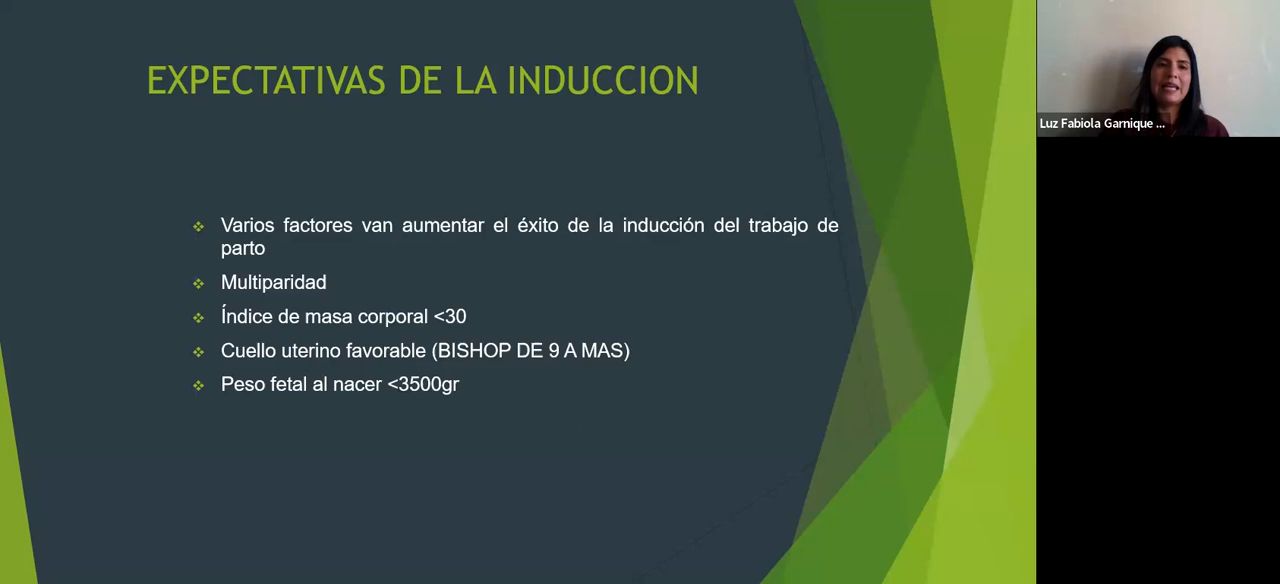 EXPECTATIVAS DE LA INDUCCION
Varios factores van aumentar el éxito de la inducción del trabajo de
parto
Multiparidad
Índice de masa corporal <30
Cuello uterino favorable (BISHOP DE 9 A MAS)
Peso fetal al nacer <3500gr
Luz Fabiola Garnique ...